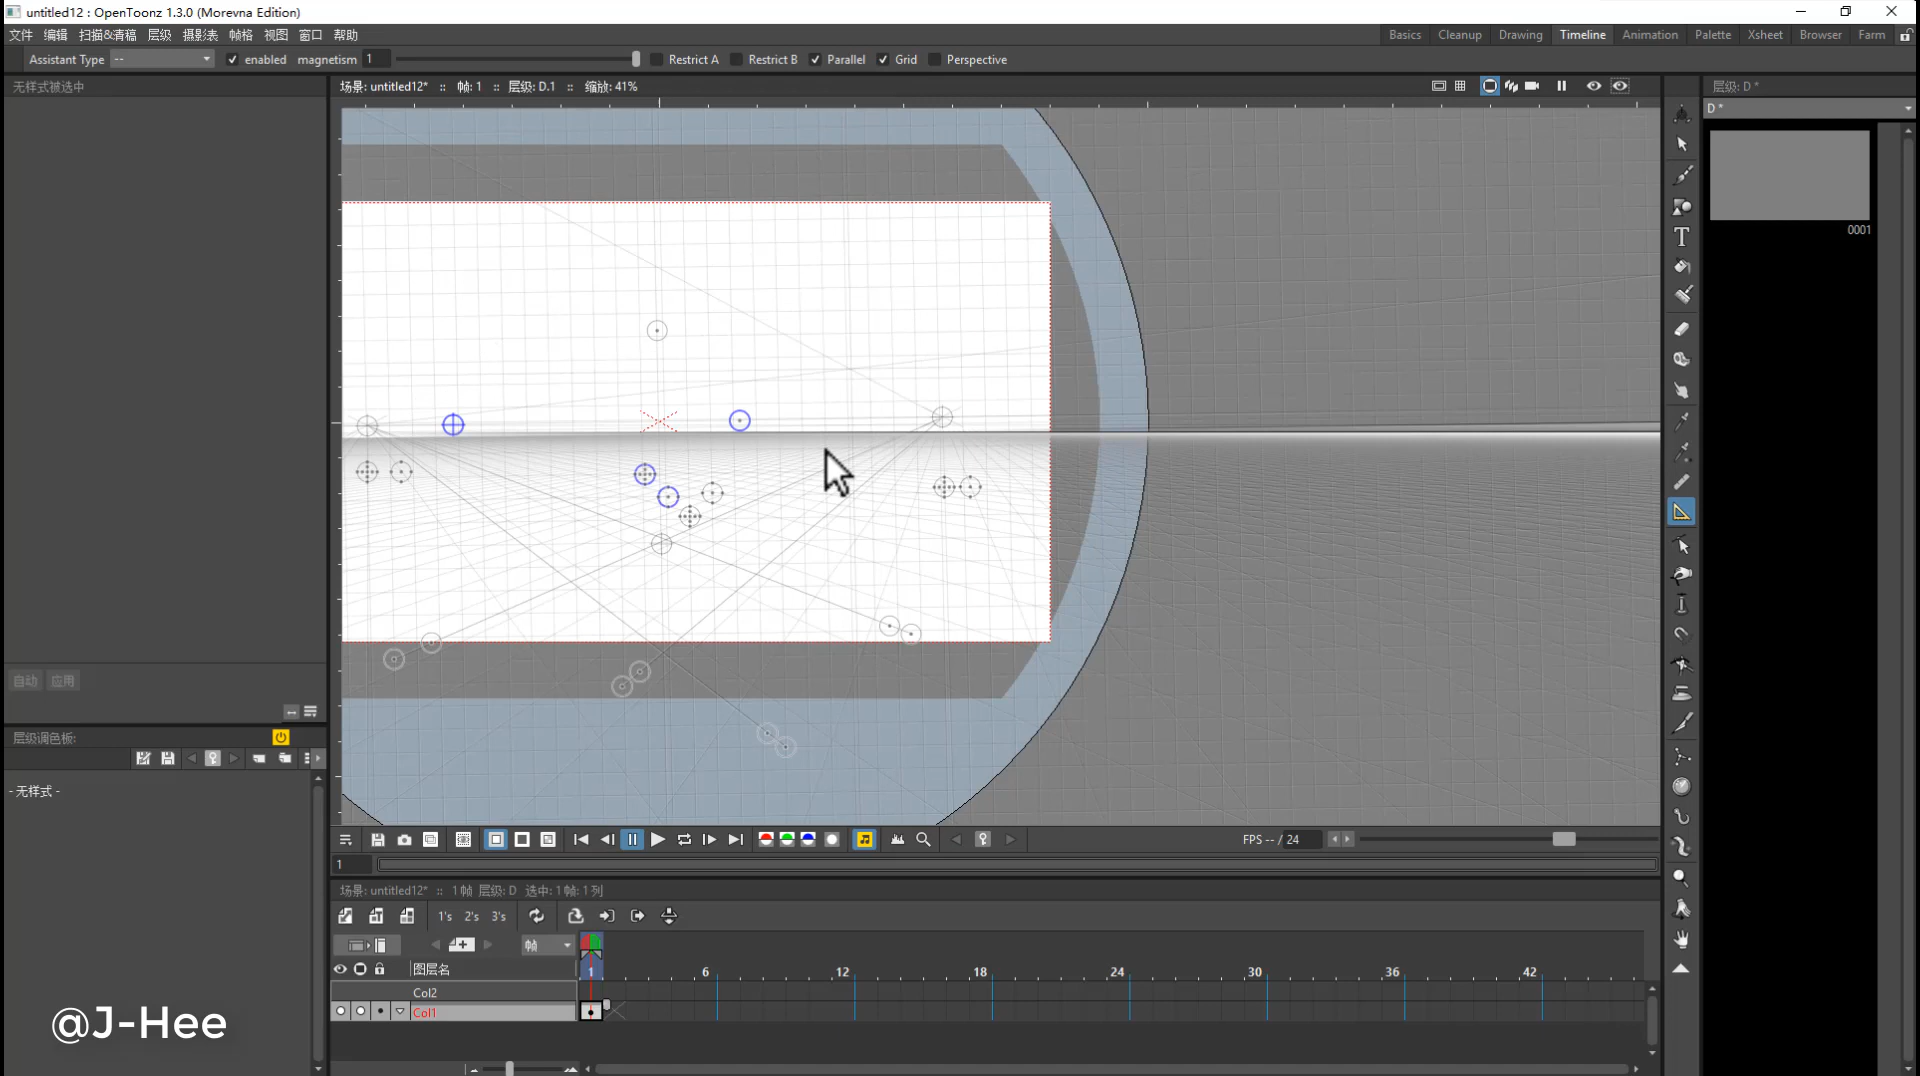 untitled12 : OpenToonz 1.3.0 (Morevna Edition)
文件 编辑 扫描&清稿 层级 摄影表 帧格 视图 窗口 帮助
Basics Cleanup Drawing Timeline Animation Palette Xsheet Browser Farm
Assistant Type -- enabled magnetism 1 Restrict A Restrict B Parallel Grid Perspective
无样式被选中
场景: untitled12* :: 帧: 1 :: 层级: D.1 :: 缩放: 41%
层级: D *
D *
0001
自动 应用
层级调色板:
- 无样式 -
FPS -- / 24
1
场景: untitled12* :: 1帧 层级: D 选中: 1帧: 1列
1's 2's 3's
帧
图层名
1 6 12 18 24 30 36 42
Col2
Col1
@J-Hee